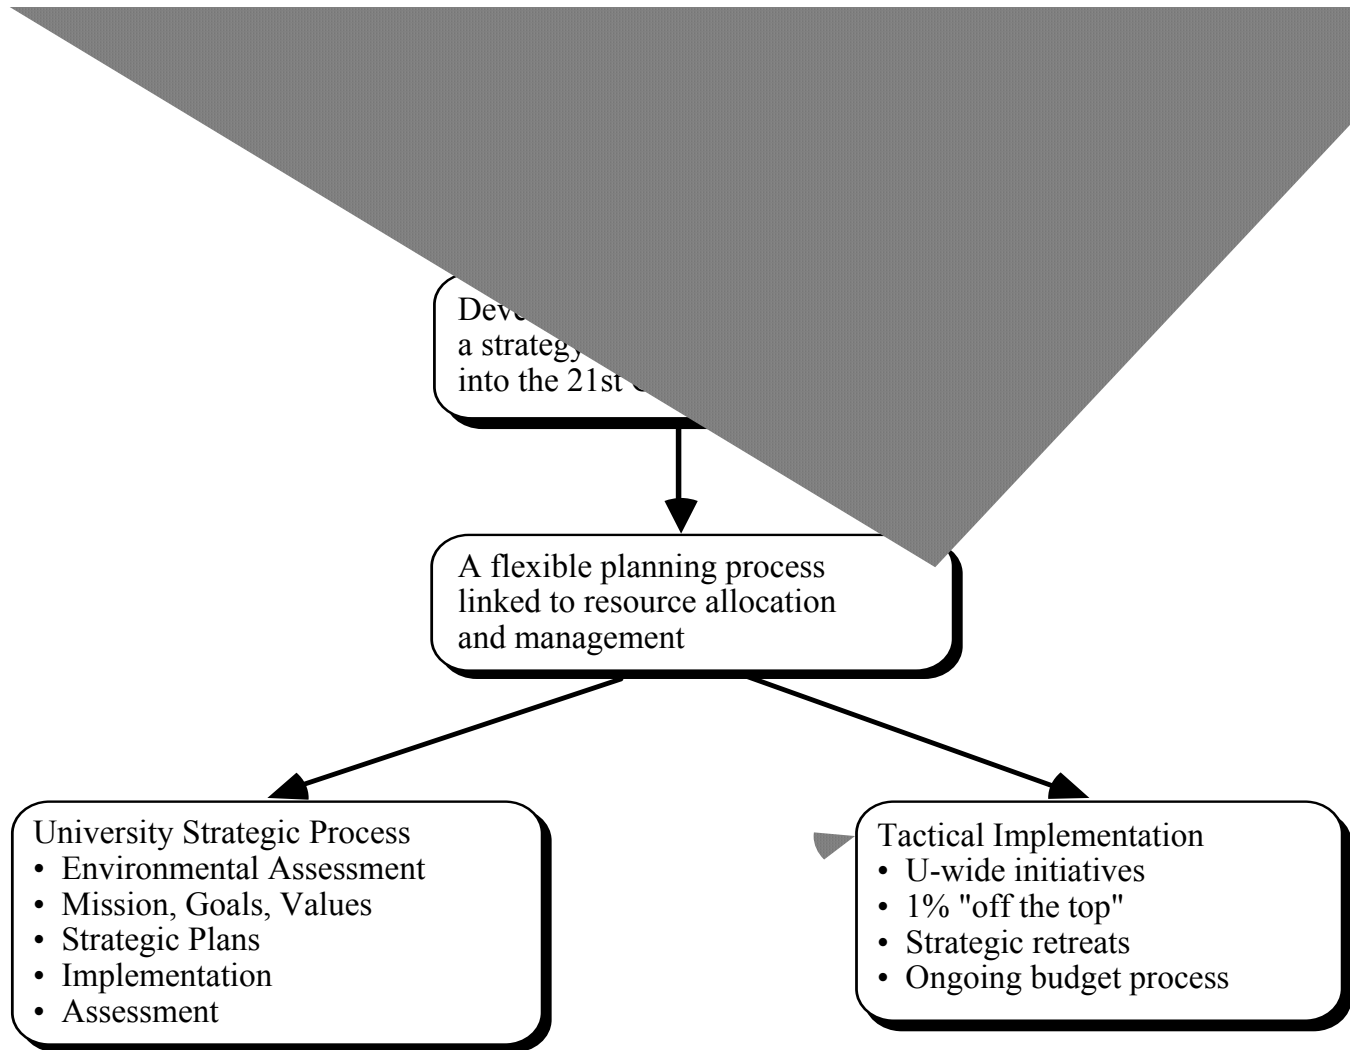 a strategy
into the 21st
A flexible planning process
linked to resource allocation
and management
University Strategic Process
• Environmental Assessment
• Mission, Goals, Values
• Strategic Plans
• Implementation
• Assessment
Tactical Implementation
• U-wide initiatives
• 1% "off the top"
• Strategic retreats
• Ongoing budget process